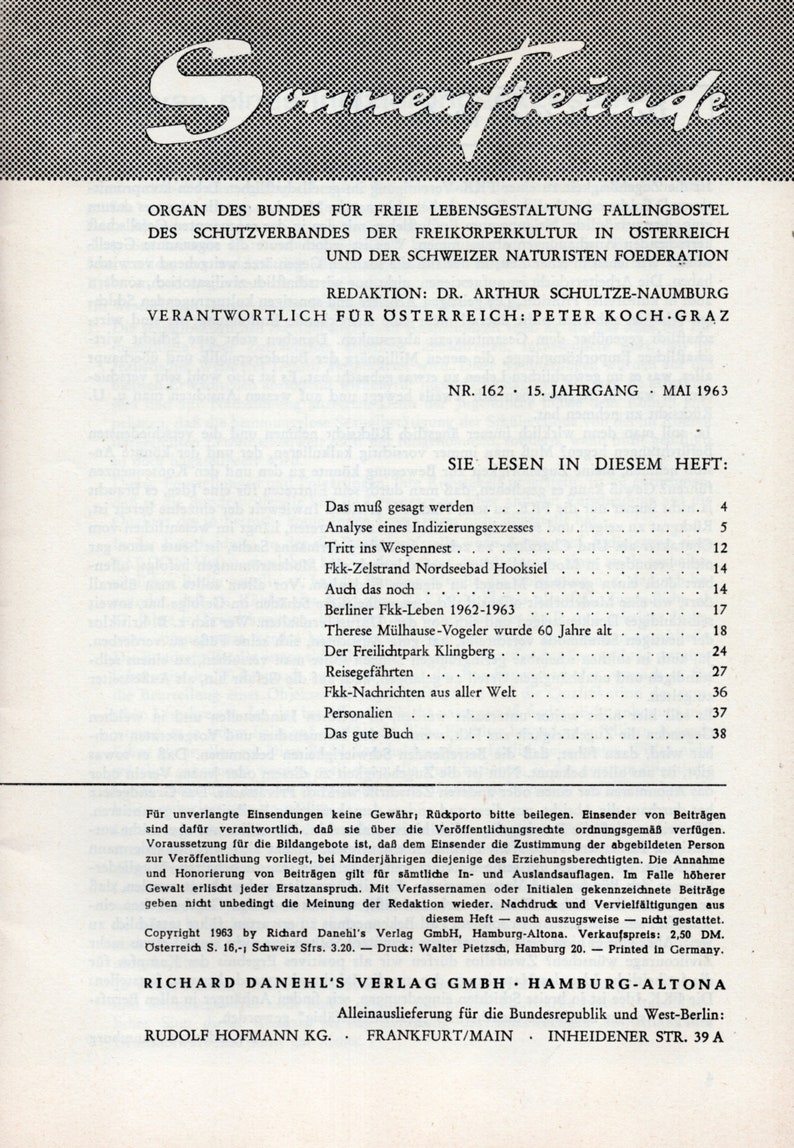 Sonnenfreunde
ORGAN DES BUNDES FÜR FREIE LEBENSGESTALTUNG FALLINGBOSTEL
DES SCHUTZVERBANDES DER FREIKÖRPERKULTUR IN ÖSTERREICH
UND DER SCHWEIZER NATURISTEN FOEDERATION
REDAKTION: DR. ARTHUR SCHULTZE-NAUMBURG
VERANTWORTLICH FÜR ÖSTERREICH: PETER KOCH·GRAZ
NR. 162 · 15. JAHRGANG · MAI 1963
SIE LESEN IN DIESEM HEFT:
Das muß gesagt werden . . . . . . . . . . . . . . . 4
Analyse eines Indizierungsexzesses . . . . . . . . . . . 5
Tritt ins Wespennest . . . . . . . . . . . . . . . . . 12
Fkk-Zelstrand Nordseebad Hooksiel . . . . . . . . . . 14
Auch das noch . . . . . . . . . . . . . . . . . . . 14
Berliner Fkk-Leben 1962-1963 . . . . . . . . . . . . . 17
Therese Mülhause-Vogeler wurde 60 Jahre alt . . . . . . 18
Der Freilichtpark Klingberg . . . . . . . . . . . . . . 24
Reisegefährten . . . . . . . . . . . . . . . . . . . 27
Fkk-Nachrichten aus aller Welt . . . . . . . . . . . . 36
Personalien . . . . . . . . . . . . . . . . . . . . 37
Das gute Buch . . . . . . . . . . . . . . . . . . . 38
Für unverlangte Einsendungen keine Gewähr; Rückporto bitte beilegen. Einsender von Beiträgen
sind dafür verantwortlich, daß sie über die Veröffentlichungsrechte ordnungsgemäß verfügen.
Voraussetzung für die Bildangebote ist, daß dem Einsender die Zustimmung der abgebildeten Person
zur Veröffentlichung vorliegt, bei Minderjährigen diejenige des Erziehungsberechtigten. Die Annahme
und Honorierung von Beiträgen gilt für sämtliche In- und Auslandsauflagen. Im Falle höherer
Gewalt erlischt jeder Ersatzanspruch. Mit Verfassernamen oder Initialen gekennzeichnete Beiträge
geben nicht unbedingt die Meinung der Redaktion wieder. Nachdruck und Vervielfältigungen aus
diesem Heft — auch auszugsweise — nicht gestattet.
Copyright 1963 by Richard Danehl's Verlag GmbH, Hamburg-Altona. Verkaufspreis: 2,50 DM.
Österreich S. 16,-; Schweiz Sfrs. 3.20. — Druck: Walter Pietzsch, Hamburg 20. — Printed in Germany.
RICHARD DANEHL'S VERLAG GMBH · HAMBURG-ALTONA
Alleinauslieferung für die Bundesrepublik und West-Berlin:
RUDOLF HOFMANN KG. · FRANKFURT/MAIN · INHEIDENER STR. 39 A